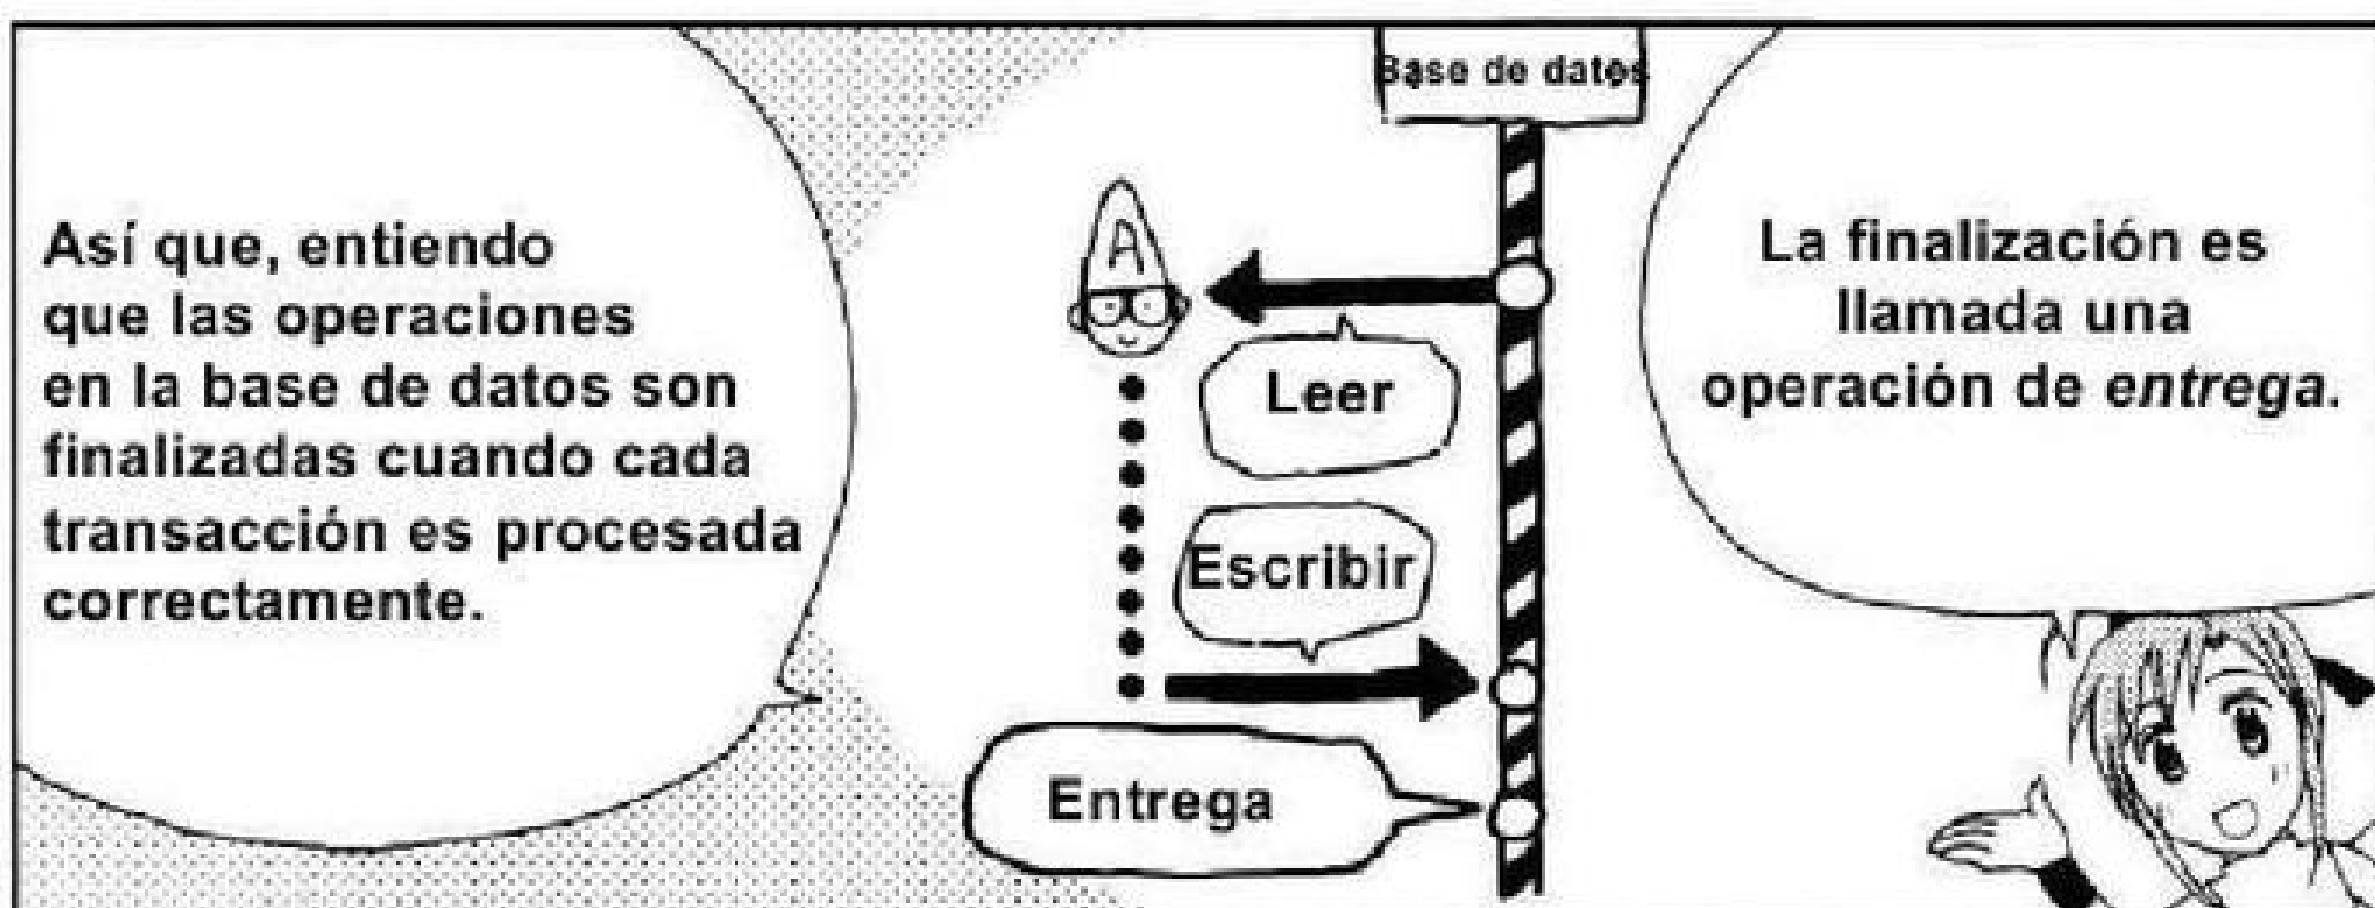 Así que, entiendo
que las operaciones
en la base de datos son
finalizadas cuando cada
transacción es procesada
correctamente.
Base de datos
A
Leer
Escribir
Entrega
La finalización es
llamada una
operación de entrega.